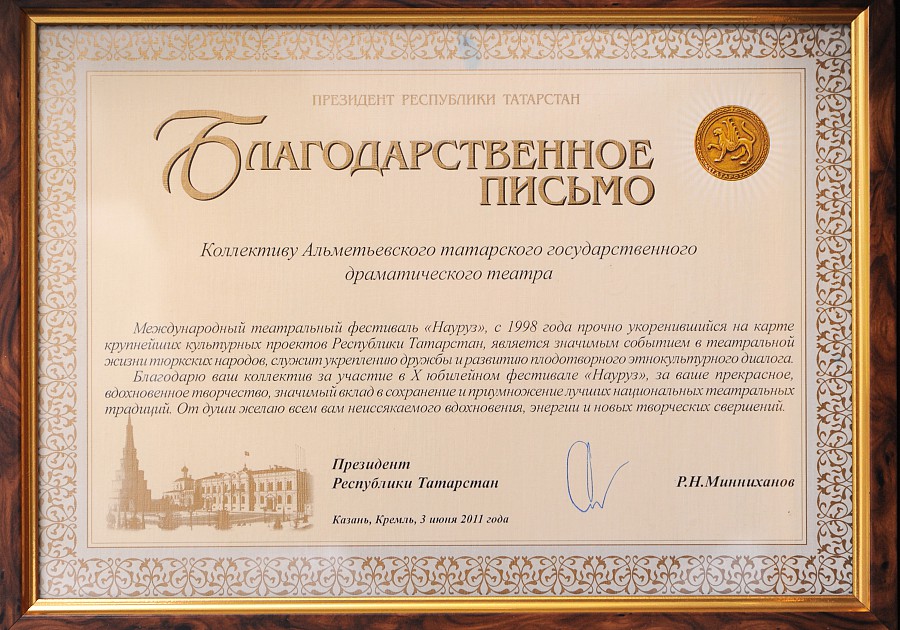 ПРЕЗИДЕНТ РЕСПУБЛИКИ ТАТАРСТАН
БЛАГОДАРСТВЕННОЕ
ПИСЬМО
ТАТАРСТАН
Коллективу Альметьевского татарского государственного
драматического театра
Международный театральный фестиваль «Науруз», с 1998 года прочно укоренившийся на карте
крупнейших культурных проектов Республики Татарстан, является значимым событием в театральной
жизни тюркских народов, служит укреплению дружбы и развитию плодотворного этнокультурного диалога.
Благодарю ваш коллектив за участие в X юбилейном фестивале «Науруз», за ваше прекрасное,
вдохновенное творчество, значимый вклад в сохранение и приумножение лучших национальных театральных
традиций. От души желаю всем вам неиссякаемого вдохновения, энергии и новых творческих свершений.
Президент
Республики Татарстан
Р.Н.Минниханов
Казань, Кремль, 3 июня 2011 года